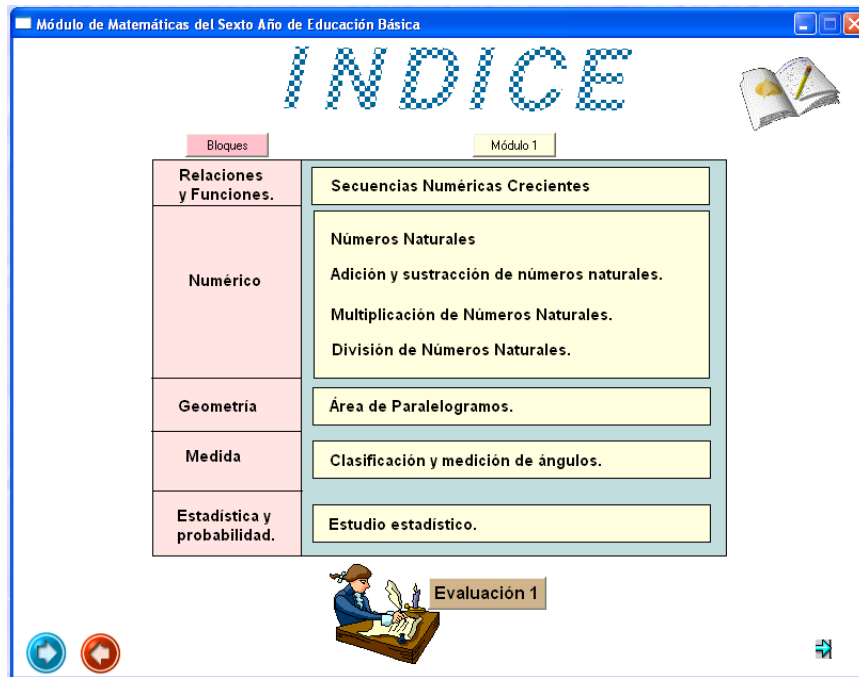 Módulo de Matemáticas del Sexto Año de Educación Básica
INDICE
Bloques
Módulo 1
Relaciones
y Funciones.
Secuencias Numéricas Crecientes
Numérico
Números Naturales
Adición y sustracción de números naturales.
Multiplicación de Números Naturales.
División de Números Naturales.
Geometría
Área de Paralelogramos.
Medida
Clasificación y medición de ángulos.
Estadística y
probabilidad.
Estudio estadístico.
Evaluación 1